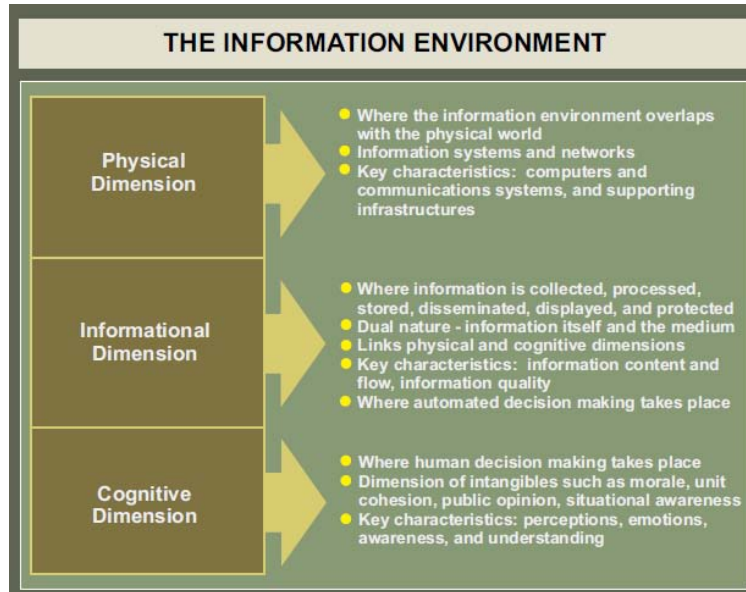 THE INFORMATION ENVIRONMENT
Physical
Dimension
● Where the information environment overlaps
with the physical world
● Information systems and networks
● Key characteristics: computers and
communications systems, and supporting
infrastructures
Informational
Dimension
● Where information is collected, processed,
stored, disseminated, displayed, and protected
● Dual nature - information itself and the medium
● Links physical and cognitive dimensions
● Key characteristics: information content and
flow, information quality
● Where automated decision making takes place
Cognitive
Dimension
● Where human decision making takes place
● Dimension of intangibles such as morale, unit
cohesion, public opinion, situational awareness
● Key characteristics: perceptions, emotions,
awareness, and understanding